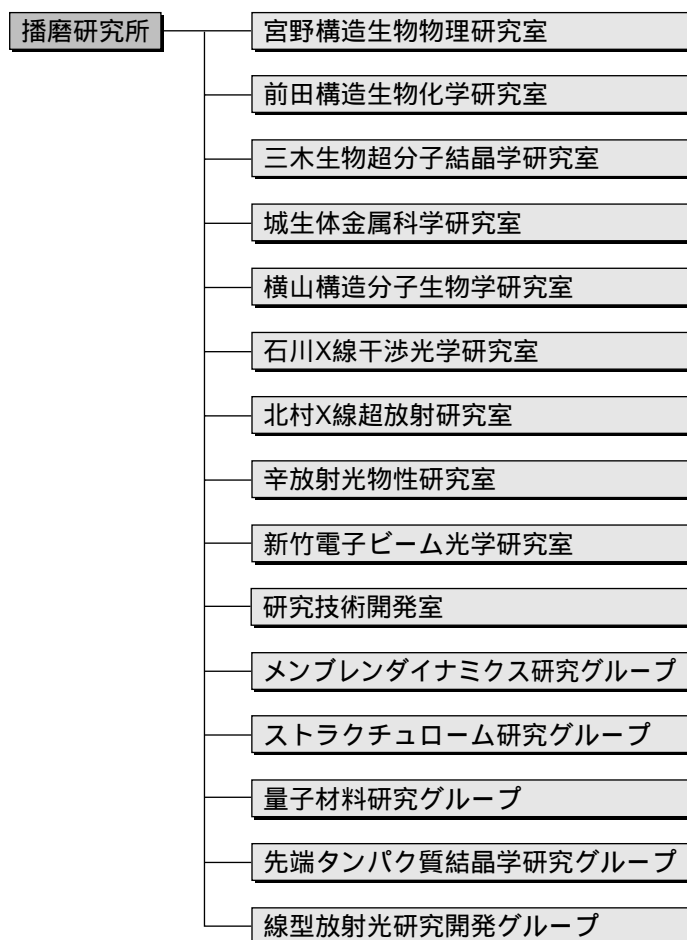 播磨研究所
宮野構造生物物理研究室
前田構造生物化学研究室
三木生物超分子結晶学研究室
城生体金属科学研究室
横山構造分子生物学研究室
石川X線干渉光学研究室
北村X線超放射研究室
辛放射光物性研究室
新竹電子ビーム光学研究室
研究技術開発室
メンブレンダイナミクス研究グループ
ストラクチュローム研究グループ
量子材料研究グループ
先端タンパク質結晶学研究グループ
線型放射光研究開発グループ